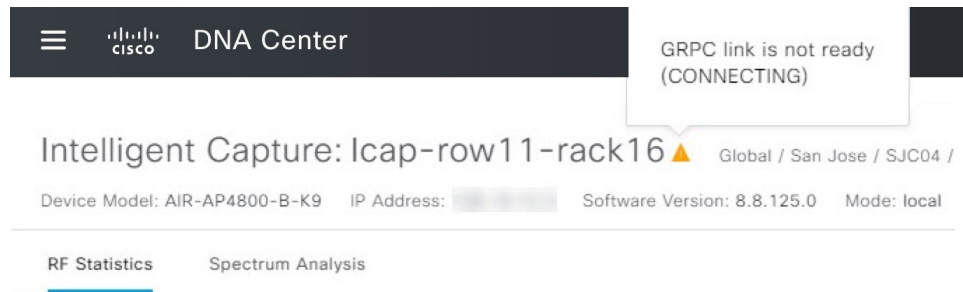 cisco DNA Center
GRPC link is not ready
(CONNECTING)
Intelligent Capture: Icap-row11-rack16 Global / San Jose / SJC04 /
Device Model: AIR-AP4800-B-K9 IP Address: Software Version: 8.8.125.0 Mode: local
RF Statistics Spectrum Analysis